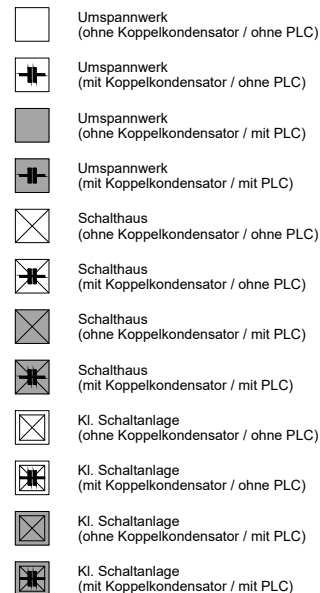 Umspannwerk
(ohne Koppelkondensator / ohne PLC)
Umspannwerk
(mit Koppelkondensator / ohne PLC)
Umspannwerk
(ohne Koppelkondensator / mit PLC)
Umspannwerk
(mit Koppelkondensator / mit PLC)
Schalthaus
(ohne Koppelkondensator / ohne PLC)
Schalthaus
(mit Koppelkondensator / ohne PLC)
Schalthaus
(ohne Koppelkondensator / mit PLC)
Schalthaus
(mit Koppelkondensator / mit PLC)
Kl. Schaltanlage
(ohne Koppelkondensator / ohne PLC)
Kl. Schaltanlage
(mit Koppelkondensator / ohne PLC)
Kl. Schaltanlage
(ohne Koppelkondensator / mit PLC)
Kl. Schaltanlage
(mit Koppelkondensator / mit PLC)